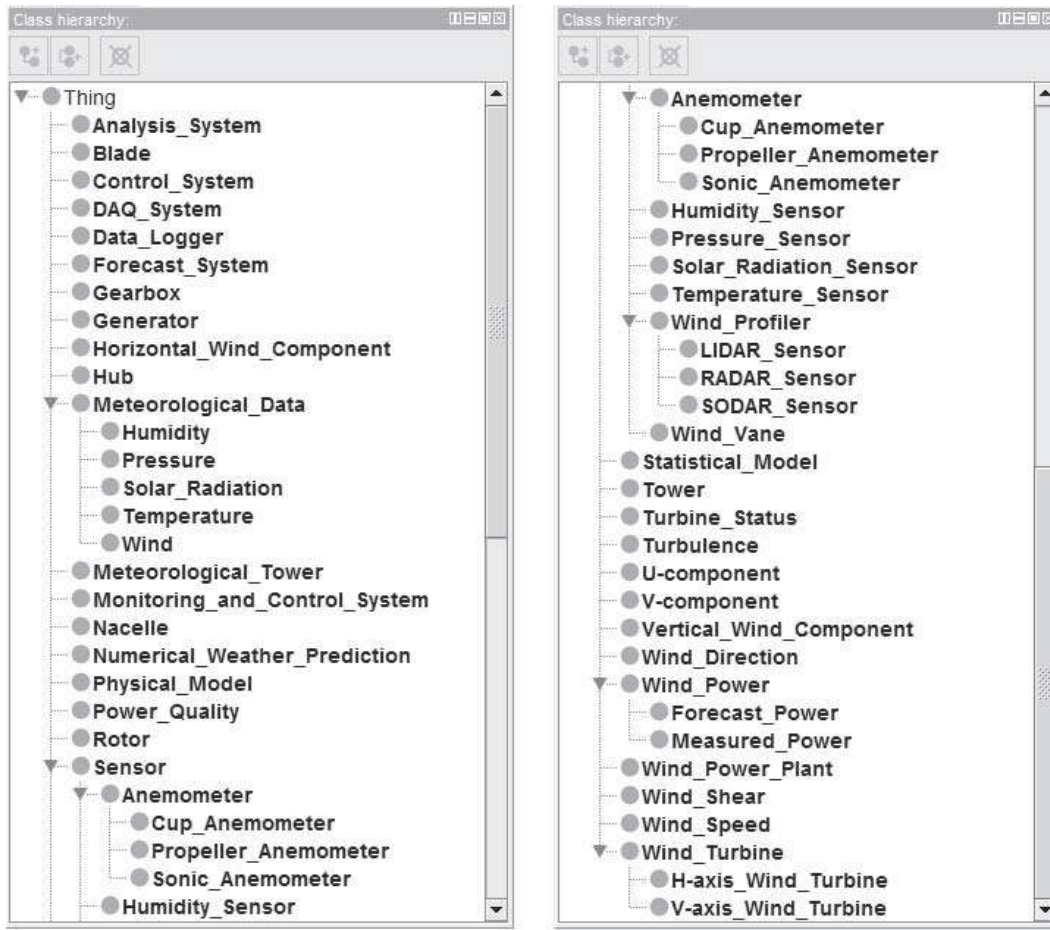 Class hierarchy:
Thing
Analysis_System
Blade
Control_System
DAQ_System
Data_Logger
Forecast_System
Gearbox
Generator
Horizontal_Wind_Component
Hub
Meteorological_Data
Humidity
Pressure
Solar_Radiation
Temperature
Wind
Meteorological_Tower
Monitoring_and_Control_System
Nacelle
Numerical_Weather_Prediction
Physical_Model
Power_Quality
Rotor
Sensor
Anemometer
Cup_Anemometer
Propeller_Anemometer
Sonic_Anemometer
Humidity_Sensor
Class hierarchy:
Anemometer
Cup_Anemometer
Propeller_Anemometer
Sonic_Anemometer
Humidity_Sensor
Pressure_Sensor
Solar_Radiation_Sensor
Temperature_Sensor
Wind_Profiler
LIDAR_Sensor
RADAR_Sensor
SODAR_Sensor
Wind_Vane
Statistical_Model
Tower
Turbine_Status
Turbulence
U-component
V-component
Vertical_Wind_Component
Wind_Direction
Wind_Power
Forecast_Power
Measured_Power
Wind_Power_Plant
Wind_Shear
Wind_Speed
Wind_Turbine
H-axis_Wind_Turbine
V-axis_Wind_Turbine